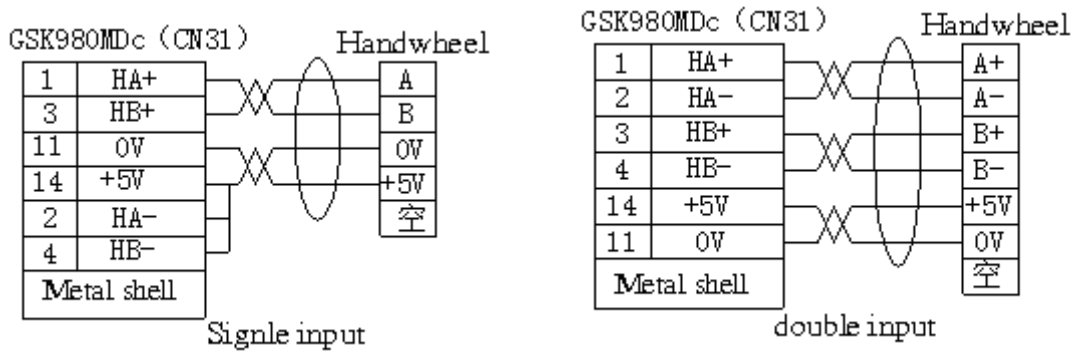 GSK980MDc（CN31）
Handwheel
1 HA+ A
3 HB+ B
11 0V 0V
14 +5V +5V
2 HA- 空
4 HB-
Metal shell
Signle input
GSK980MDc（CN31）
Handwheel
1 HA+ A+
2 HA- A-
3 HB+ B+
4 HB- B-
14 +5V +5V
11 0V 0V
Metal shell 空
double input